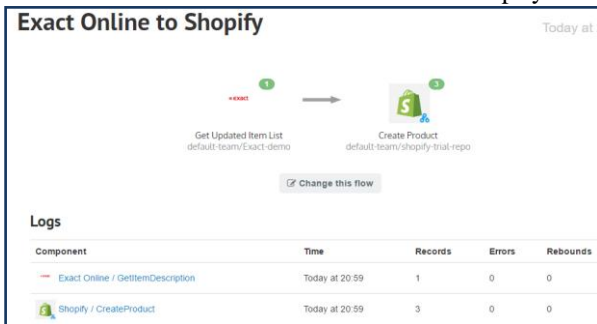 Exact Online to Shopify
Today at
1
3
exact
Get Updated Item List
default-team/Exact-demo
Create Product
default-team/shopify-trial-repo
Change this flow
Logs
Component Time Records Errors Rebounds
Exact Online / GetItemDescription Today at 20:59 1 0 0
Shopify / CreateProduct Today at 20:59 3 0 0